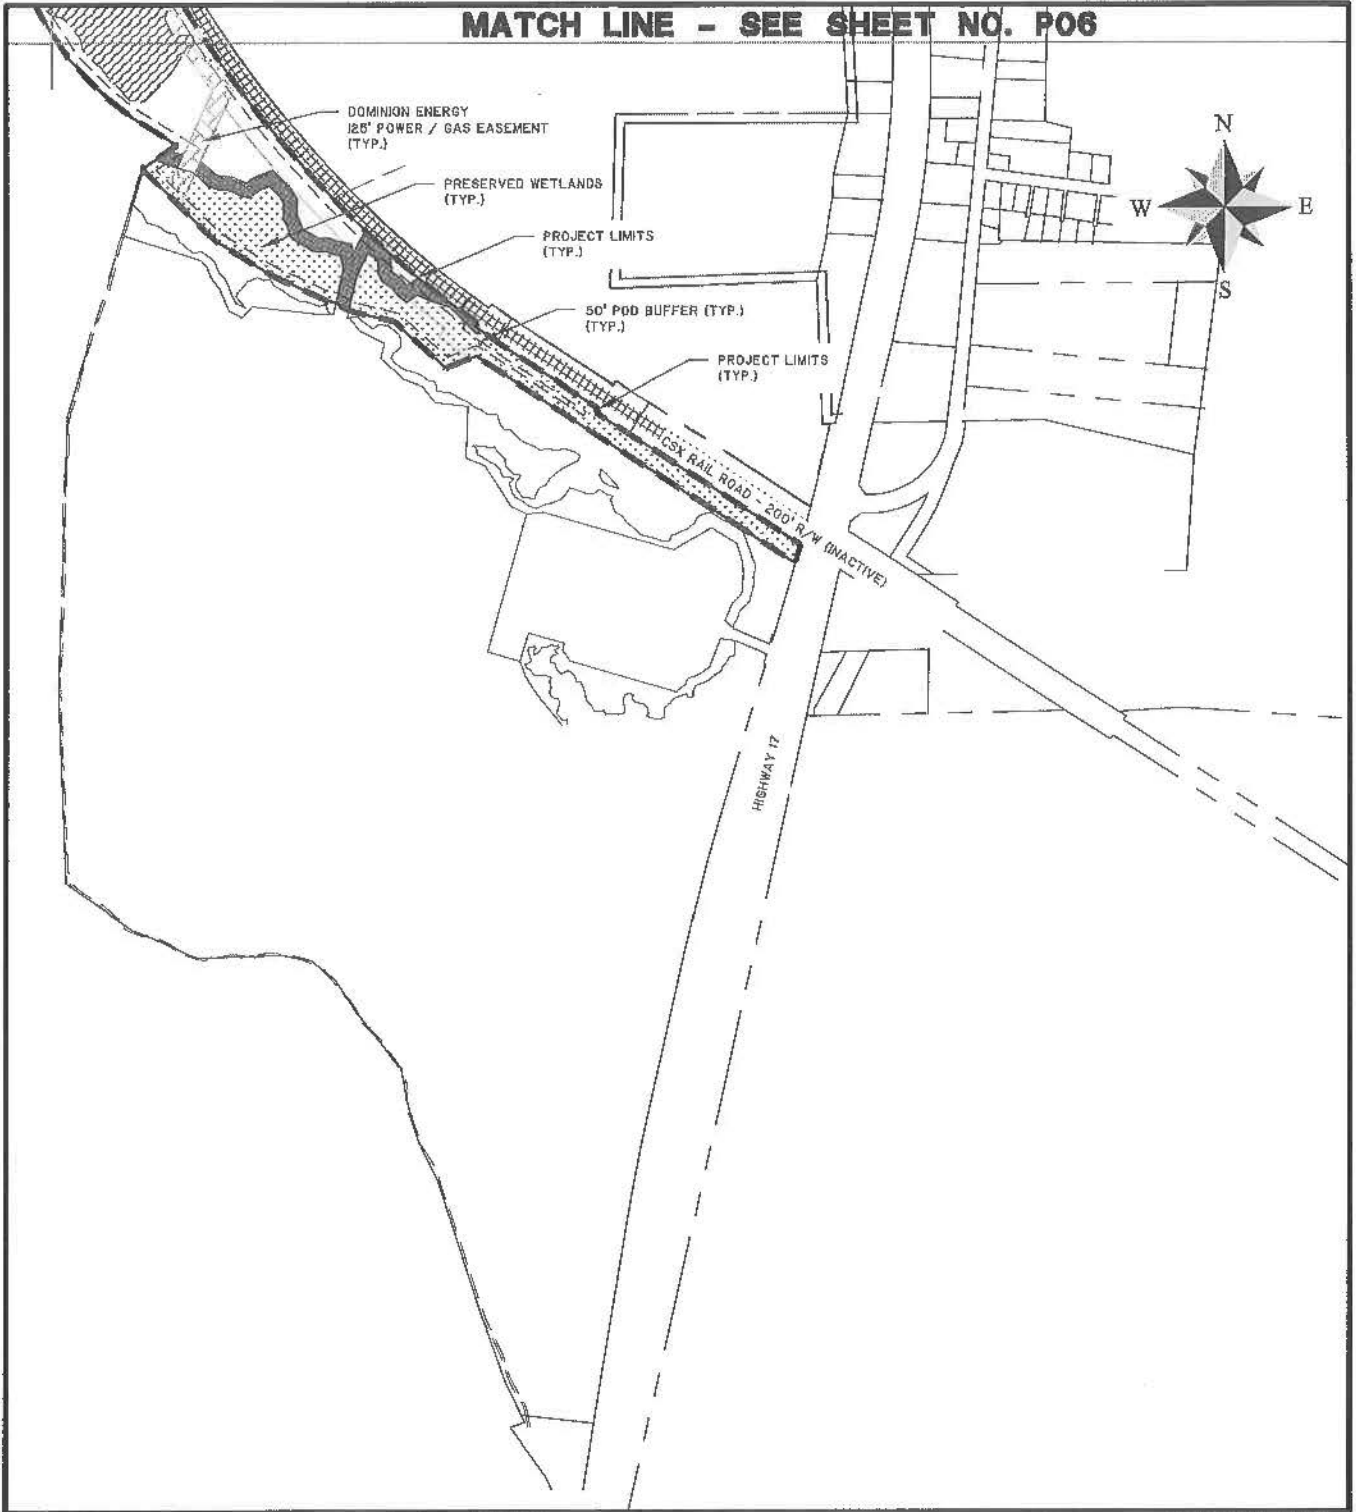 MATCH LINE - SEE SHEET NO. P06
DOMINION ENERGY
125' POWER / GAS EASEMENT
(TYP.)
PRESERVED WETLANDS
(TYP.)
PROJECT LIMITS
(TYP.)
50' PUD BUFFER (TYP.)
(TYP.)
PROJECT LIMITS
(TYP.)
N
W
E
S
CSX RAIL ROAD - 200' R/W (INACTIVE)
HIGHWAY 17